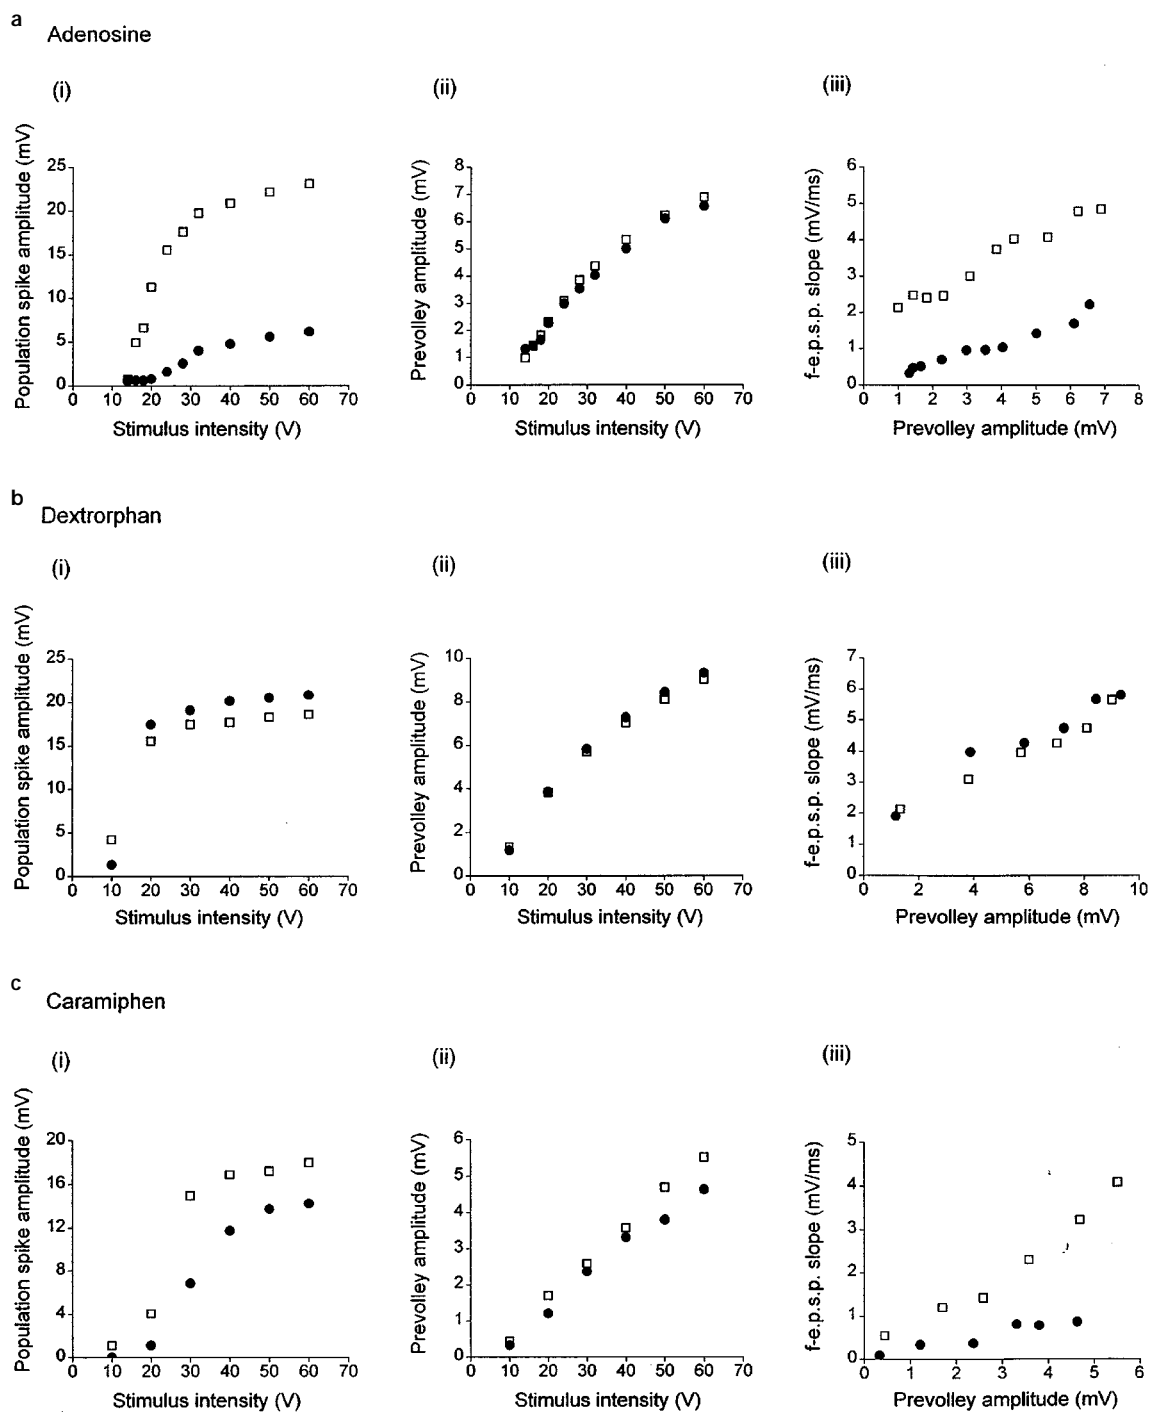 a
Adenosine
(i)
(ii)
(iii)
Population spike amplitude (mV)
25
20
15
10
5
0
0 10 20 30 40 50 60 70
Stimulus intensity (V)
Prevolley amplitude (mV)
8
7
6
5
4
3
2
1
0
0 10 20 30 40 50 60 70
Stimulus intensity (V)
f-e.p.s.p. slope (mV/ms)
6
5
4
3
2
1
0
0 1 2 3 4 5 6 7 8
Prevolley amplitude (mV)
b
Dextrorphan
(i)
(ii)
(iii)
Population spike amplitude (mV)
25
20
15
10
5
0
0 10 20 30 40 50 60 70
Stimulus intensity (V)
Prevolley amplitude (mV)
10
8
6
4
2
0
0 10 20 30 40 50 60 70
Stimulus intensity (V)
f-e.p.s.p. slope (mV/ms)
7
6
5
4
3
2
1
0
0 2 4 6 8 10
Prevolley amplitude (mV)
c
Caramiphen
(i)
(ii)
(iii)
Population spike amplitude (mV)
20
16
12
8
4
0
0 10 20 30 40 50 60 70
Stimulus intensity (V)
Prevolley amplitude (mV)
6
5
4
3
2
1
0
0 10 20 30 40 50 60 70
Stimulus intensity (V)
f-e.p.s.p. slope (mV/ms)
5
4
3
2
1
0
0 1 2 3 4 5 6
Prevolley amplitude (mV)